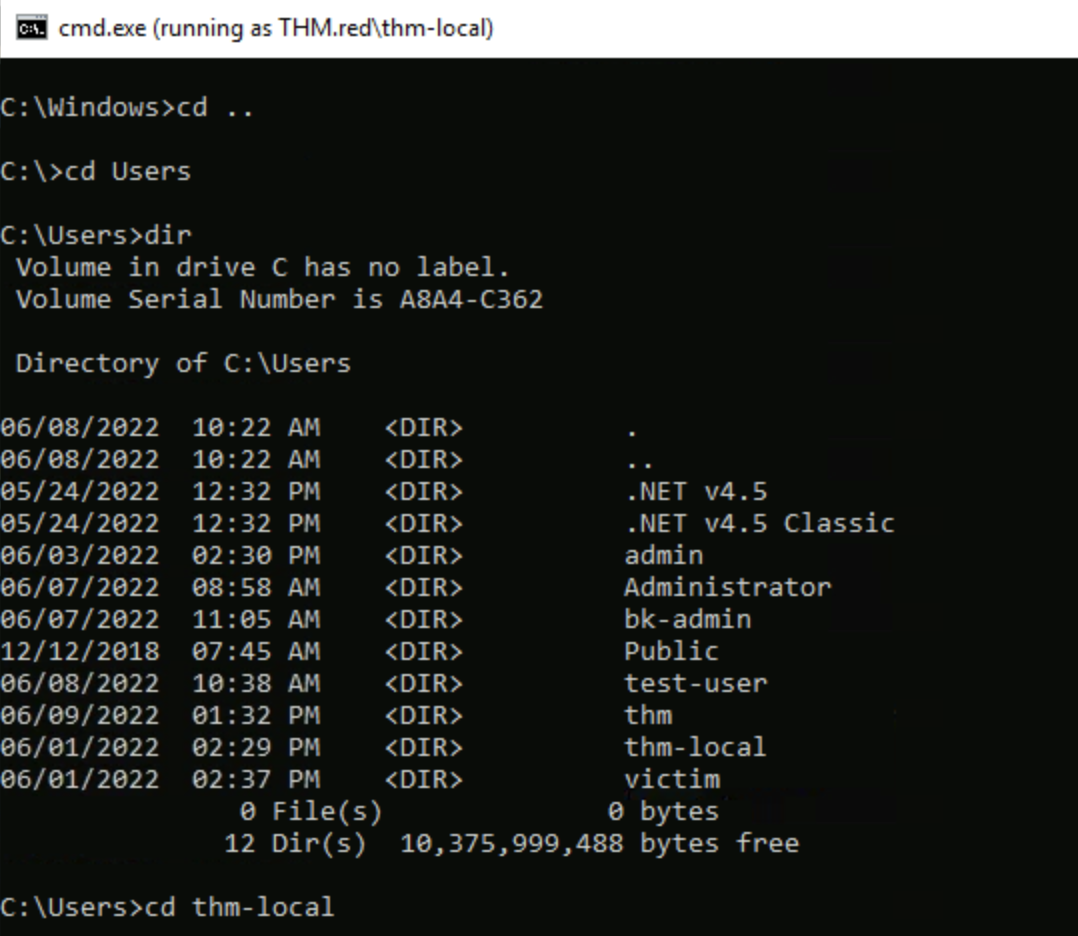 cmd.exe (running as THM.red\thm-local)
C:\Windows>cd ..
C:\>cd Users
C:\Users>dir
 Volume in drive C has no label.
 Volume Serial Number is A8A4-C362
 Directory of C:\Users
06/08/2022  10:22 AM    <DIR>          .
06/08/2022  10:22 AM    <DIR>          ..
05/24/2022  12:32 PM    <DIR>          .NET v4.5
05/24/2022  12:32 PM    <DIR>          .NET v4.5 Classic
06/03/2022  02:30 PM    <DIR>          admin
06/07/2022  08:58 AM    <DIR>          Administrator
06/07/2022  11:05 AM    <DIR>          bk-admin
12/12/2018  07:45 AM    <DIR>          Public
06/08/2022  10:38 AM    <DIR>          test-user
06/09/2022  01:32 PM    <DIR>          thm
06/01/2022  02:29 PM    <DIR>          thm-local
06/01/2022  02:37 PM    <DIR>          victim
               0 File(s)              0 bytes
              12 Dir(s)  10,375,999,488 bytes free
C:\Users>cd thm-local